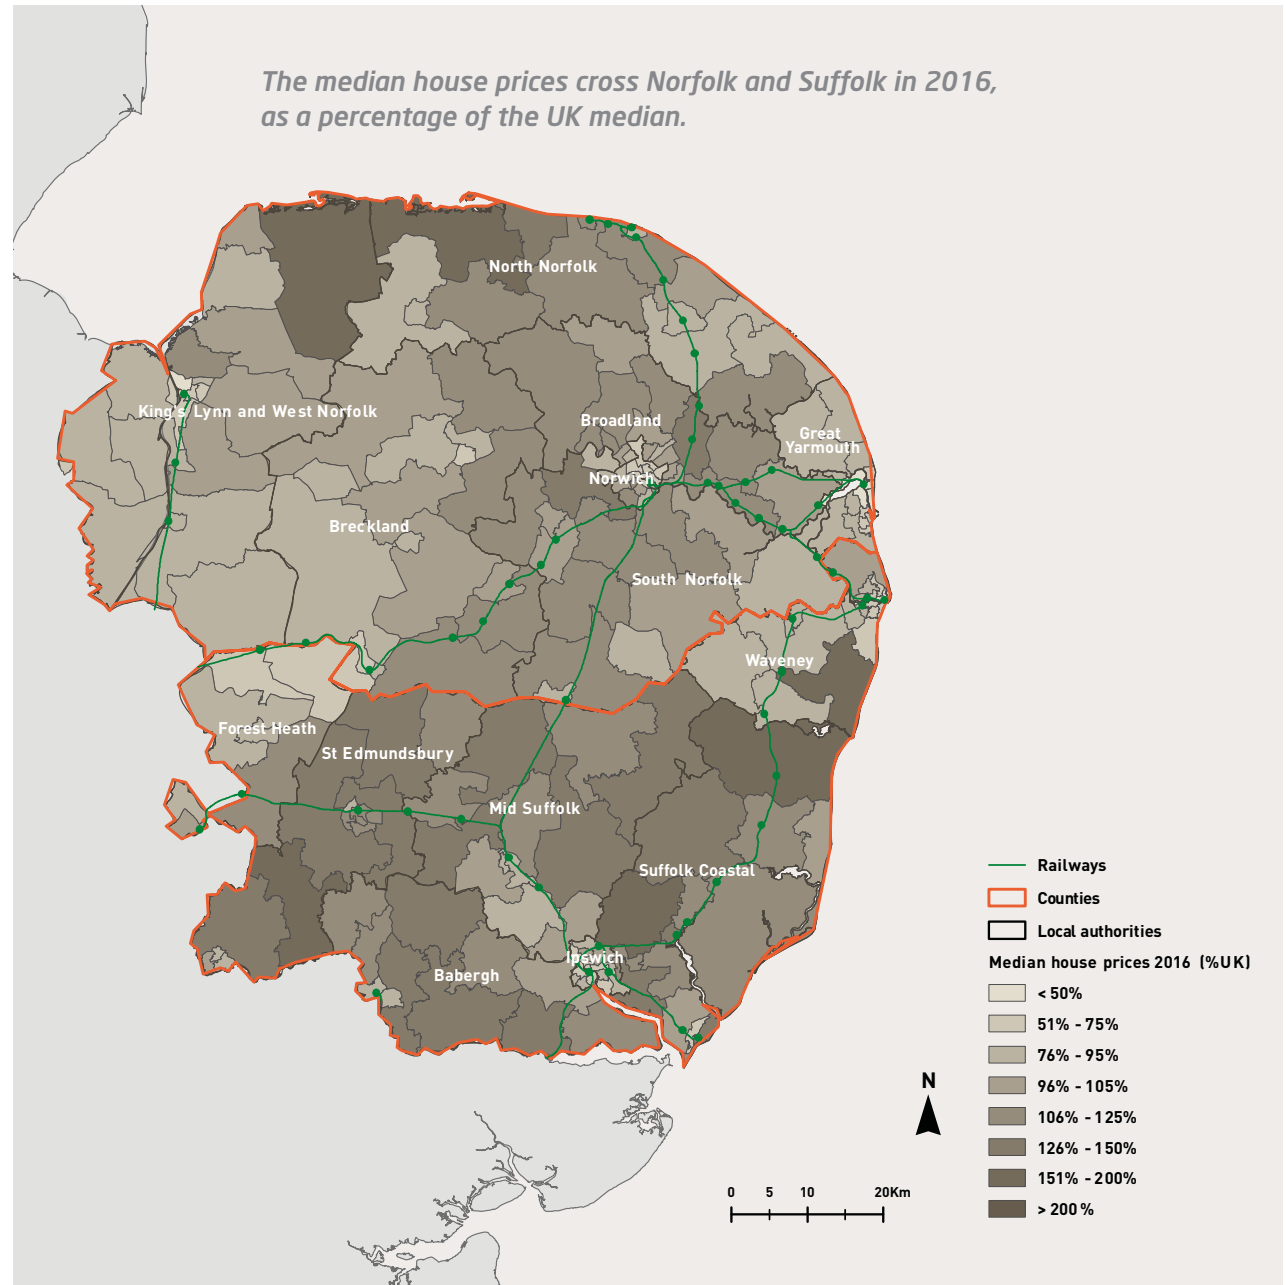 The median house prices cross Norfolk and Suffolk in 2016,
as a percentage of the UK median.
North Norfolk
King's Lynn and West Norfolk
Broadland
Great
Yarmouth
Norwich
Breckland
South Norfolk
Waveney
Forest Heath
St Edmundsbury
Mid Suffolk
Suffolk Coastal
Ipswich
Babergh
Railways
Counties
Local authorities
Median house prices 2016 (%UK)
< 50%
51% - 75%
76% - 95%
96% - 105%
106% - 125%
126% - 150%
151% - 200%
> 200 %
N
0 5 10 20Km